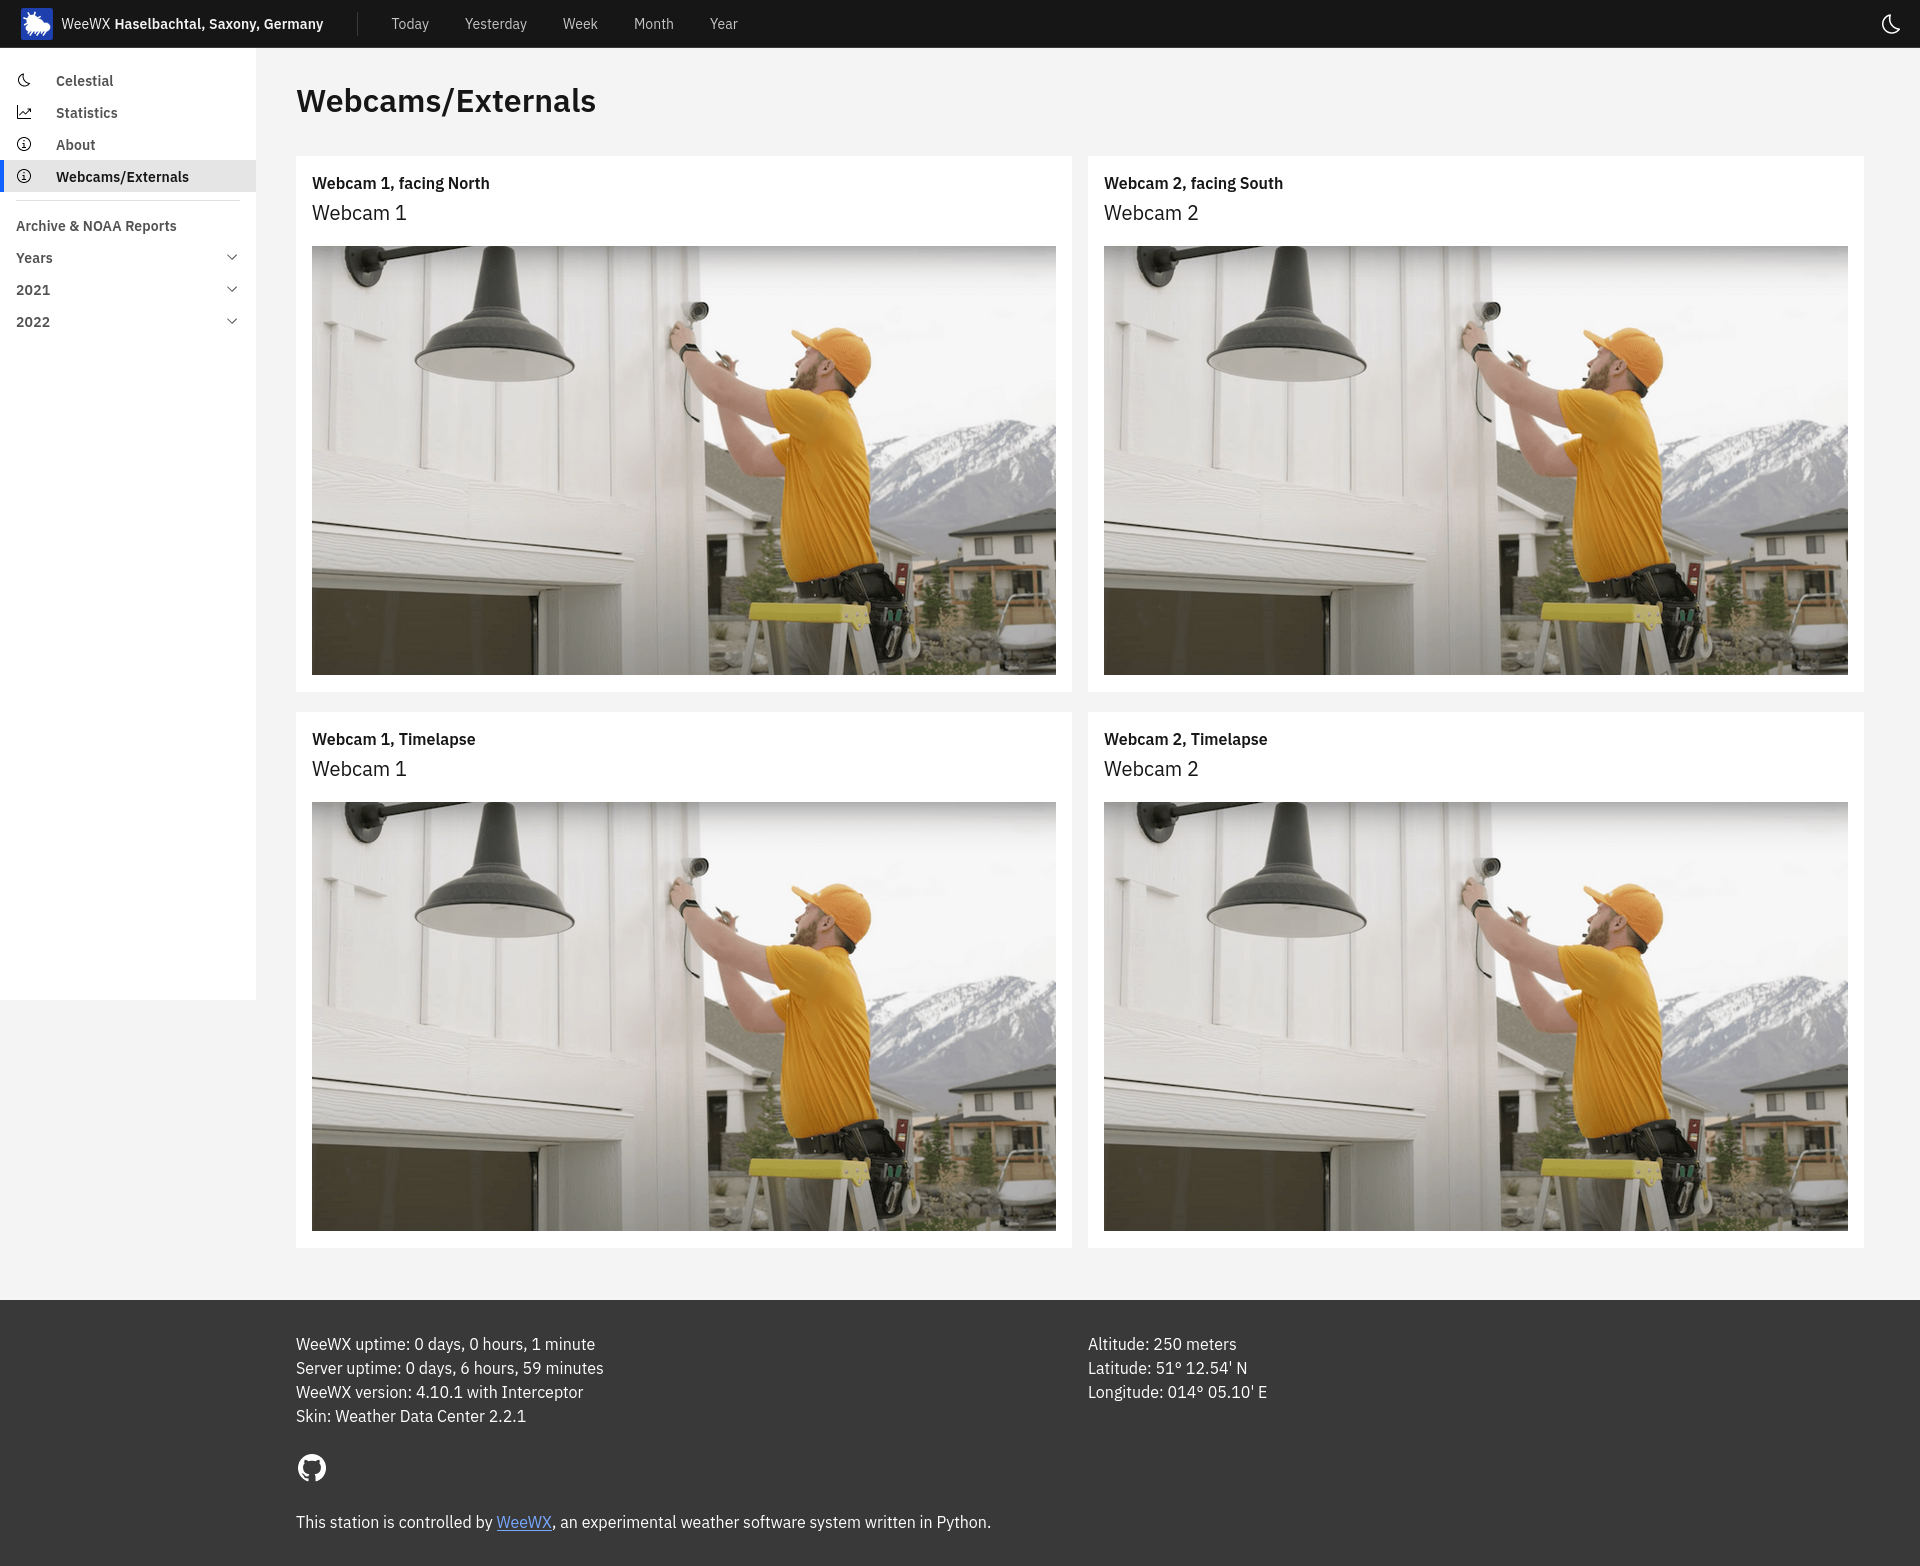 WeeWX Haselbachtal, Saxony, Germany
Today
Yesterday
Week
Month
Year
Celestial
Statistics
About
Webcams/Externals
Archive & NOAA Reports
Years
2021
2022
Webcams/Externals
Webcam 1, facing North
Webcam 1
Webcam 2, facing South
Webcam 2
Webcam 1, Timelapse
Webcam 1
Webcam 2, Timelapse
Webcam 2
WeeWX uptime: 0 days, 0 hours, 1 minute
Server uptime: 0 days, 6 hours, 59 minutes
WeeWX version: 4.10.1 with Interceptor
Skin: Weather Data Center 2.2.1
Altitude: 250 meters
Latitude: 51° 12.54' N
Longitude: 014° 05.10' E
This station is controlled by WeeWX, an experimental weather software system written in Python.